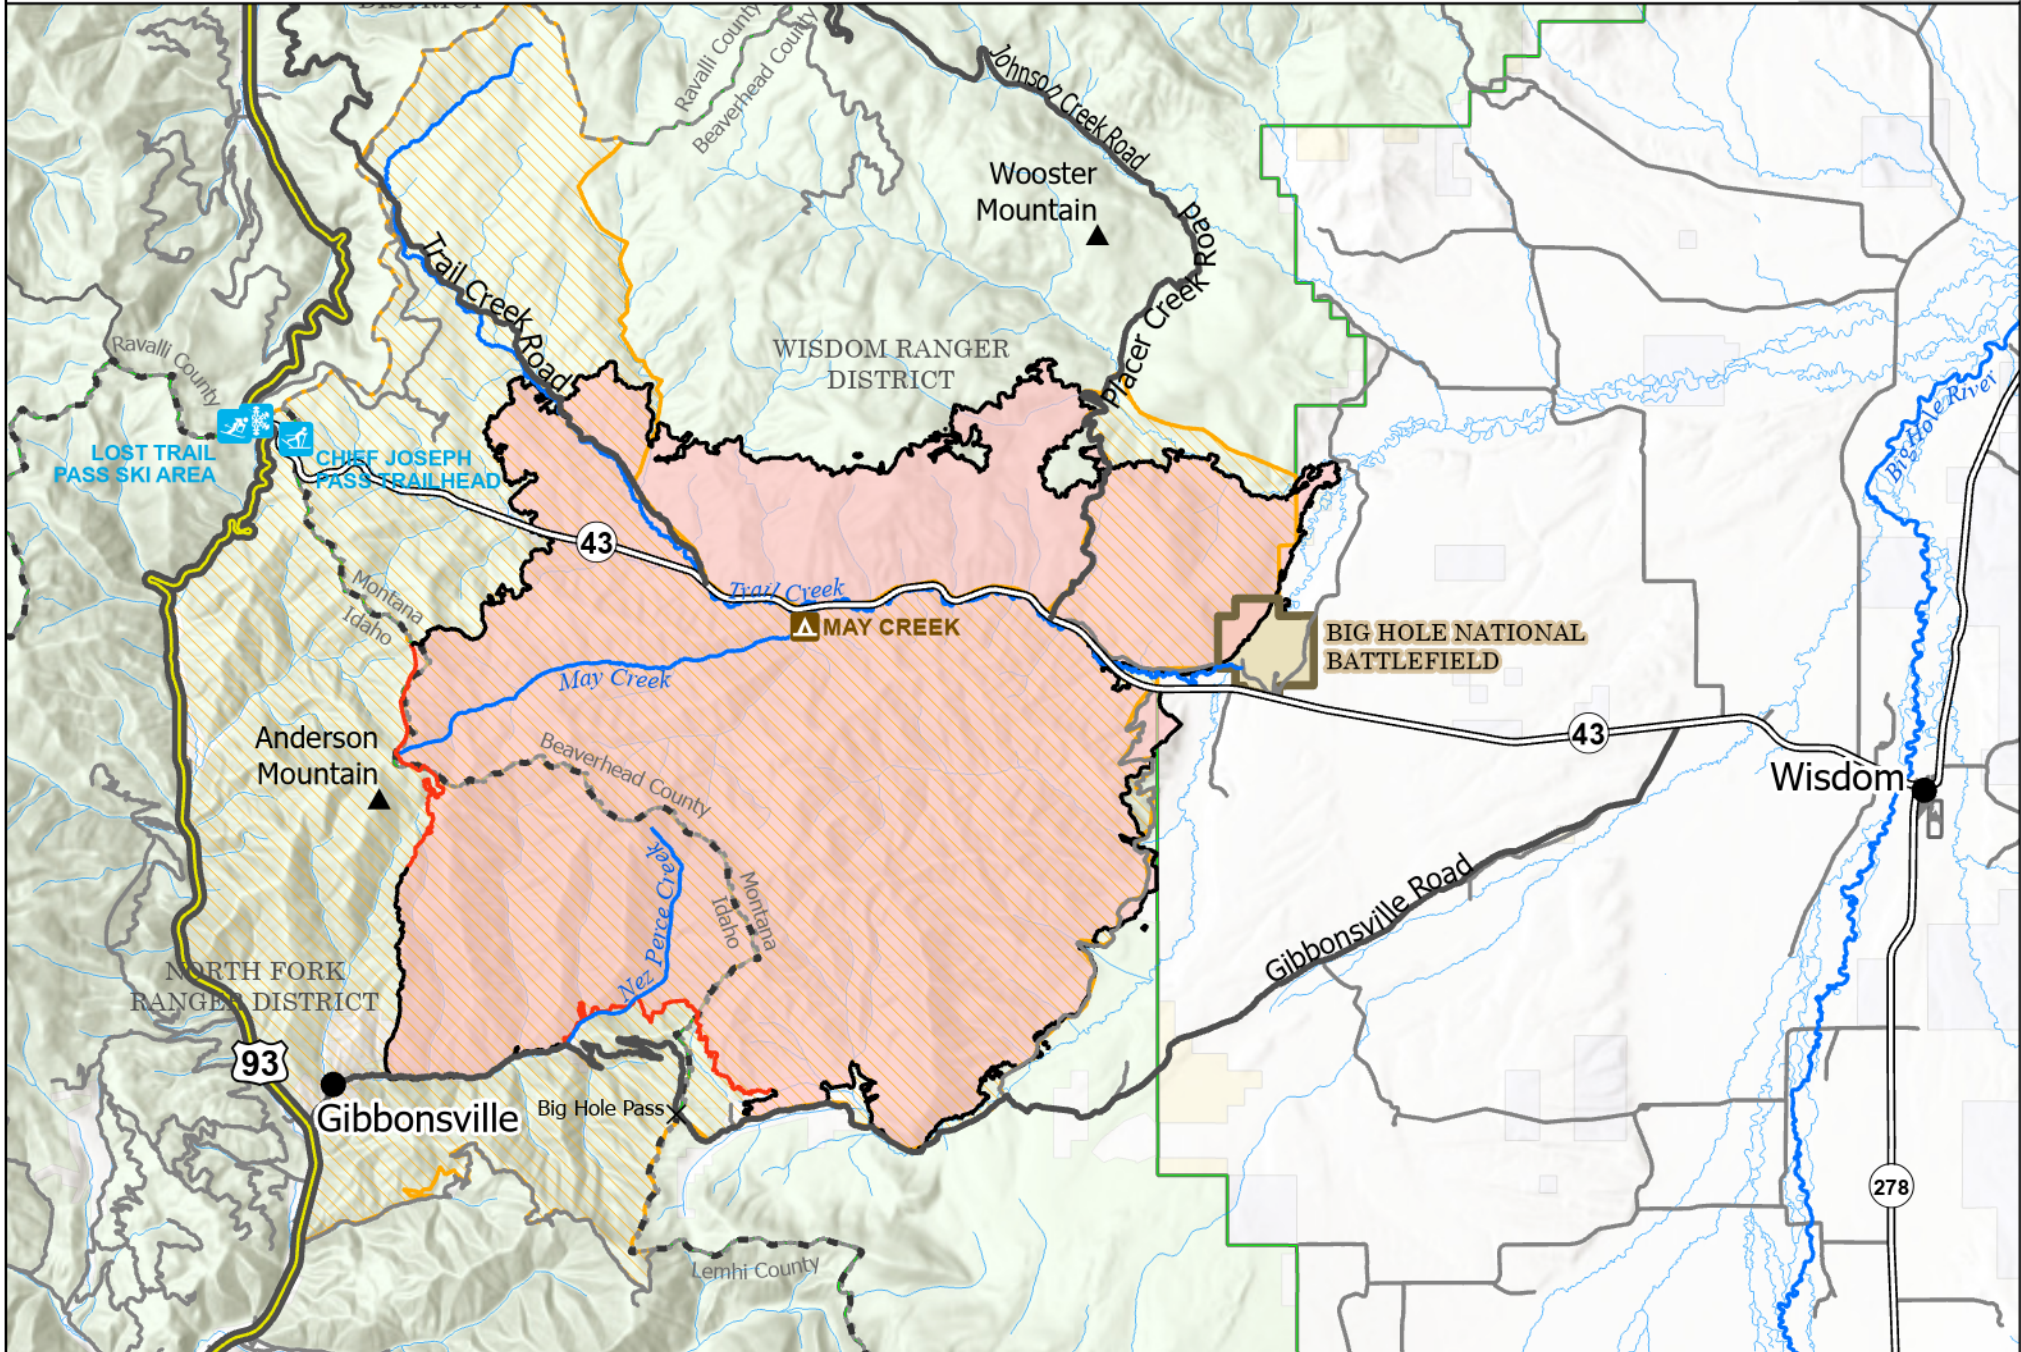 DISTRICT
Ravalli County
Beaverhead County
Johnson Creek Road
Wooster
Mountain
Placer Creek Road
Trail Creek Road
WISDOM RANGER
DISTRICT
Ravalli County
LOST TRAIL
PASS SKI AREA
CHIEF JOSEPH
PASS TRAILHEAD
Big Hole River
43
Montana
Idaho
Trail Creek
MAY CREEK
BIG HOLE NATIONAL
BATTLEFIELD
May Creek
Anderson
Mountain
Beaverhead County
43
Wisdom
Nez Perce Creek
Montana
Idaho
Gibbonsville Road
NORTH FORK
RANGER DISTRICT
93
Gibbonsville
Big Hole Pass
278
Lemhi County